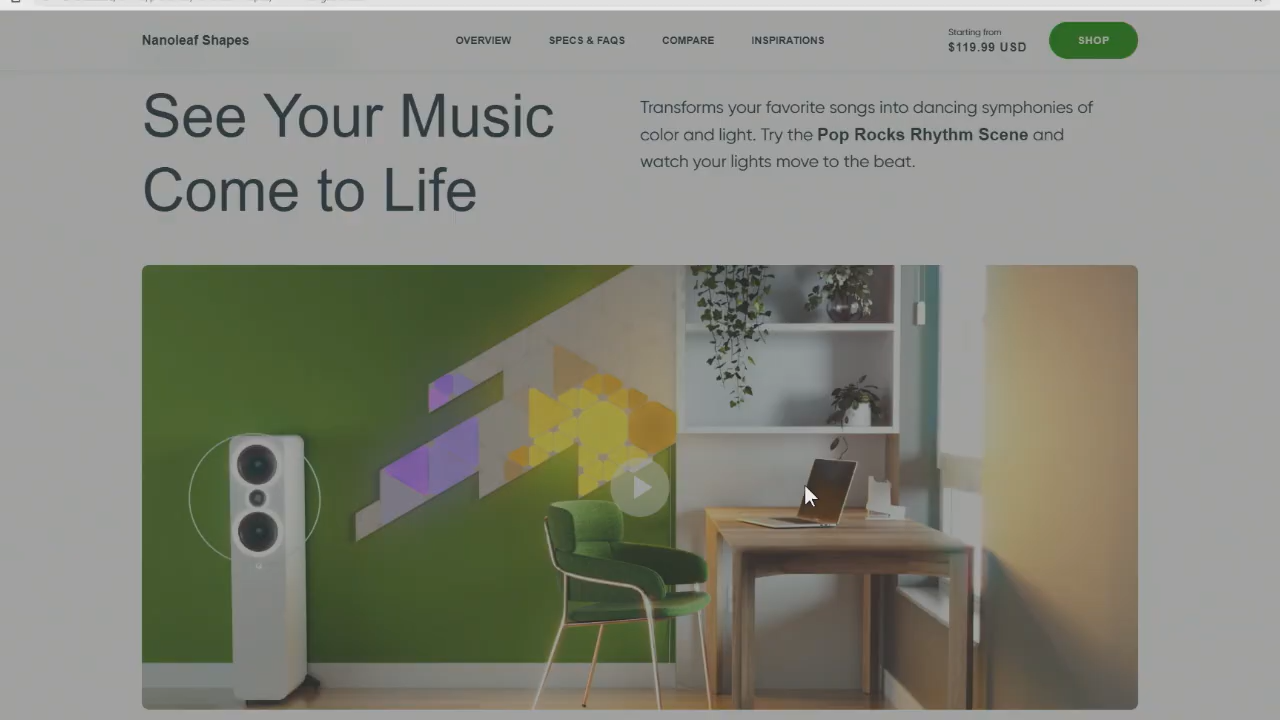 Nanoleaf Shapes
OVERVIEW
SPECS & FAQS
COMPARE
INSPIRATIONS
Starting from
$119.99 USD
SHOP
See Your Music
Come to Life
Transforms your favorite songs into dancing symphonies of
color and light. Try the Pop Rocks Rhythm Scene and
watch your lights move to the beat.